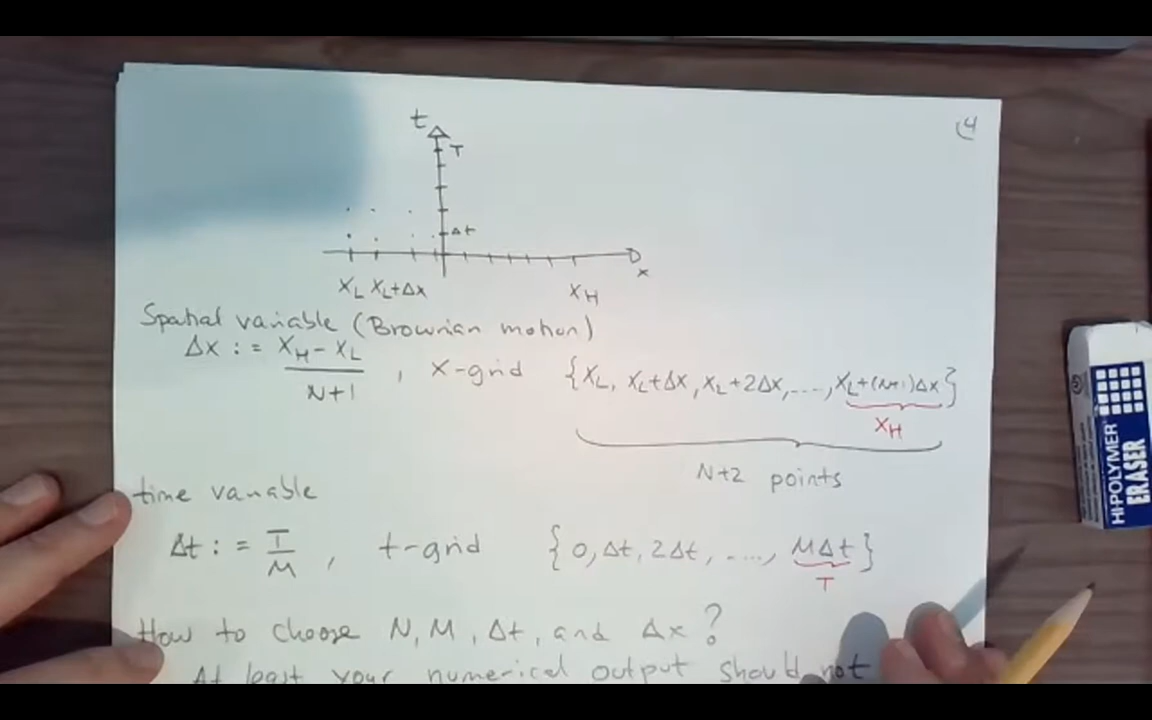 4
t
T
Δt
x
X_L X_L+Δx X_H
Spatial variable (Brownian motion)
Δx := (X_H - X_L)/(N+1) , X-grid {X_L, X_L+Δx, X_L+2Δx, ...., X_L+(N+1)Δx}
X_H
N+2 points
time variable
Δt := T/M , t-grid {0, Δt, 2Δt, ...., MΔt}
T
How to choose N, M, Δt, and Δx ?
At least your numerical output should not
HI-POLYMER
ERASER